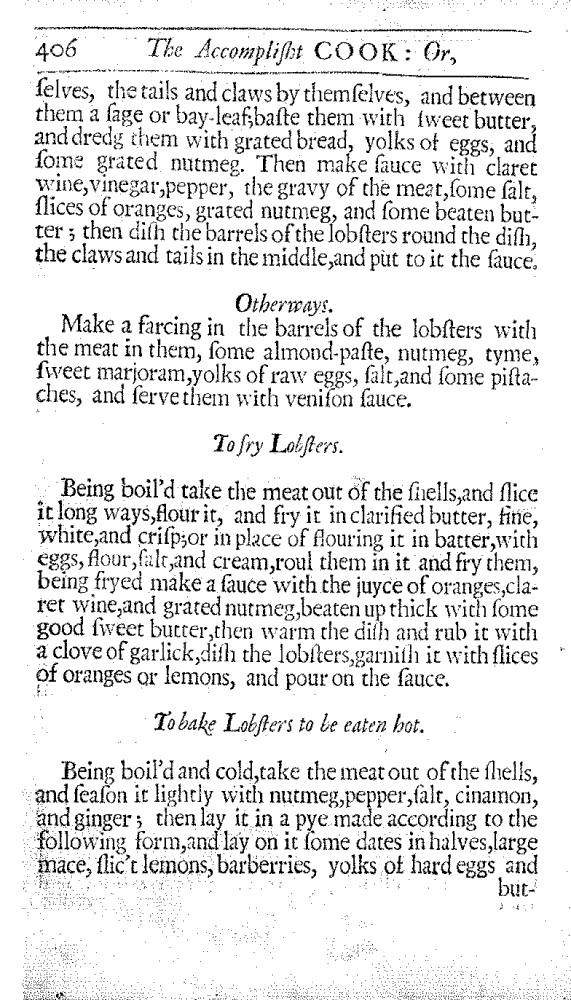 406 The Accompliſht COOK: Or,
ſelves, the tails and claws by themſelves, and between
them a ſage or bay-leaf, baſte them with ſweet butter,
and dredg them with grated bread, yolks of eggs, and
ſome grated nutmeg. Then make ſauce with claret
wine, vinegar, pepper, the gravy of the meat, ſome ſalt,
ſlices of oranges, grated nutmeg, and ſome beaten but-
ter; then diſh the barrels of the lobſters round the diſh,
the claws and tails in the middle, and put to it the ſauce.
Otherways.
Make a farcing in the barrels of the lobſters with
the meat in them, ſome almond-paſte, nutmeg, tyme,
ſweet marjoram, yolks of raw eggs, ſalt, and ſome piſta-
ches, and ſerve them with veniſon ſauce.
To fry Lobſters.
Being boil'd take the meat out of the ſhells, and ſlice
it long ways, flour it, and fry it in clarified butter, fine,
white, and criſp; or in place of flouring it in batter, with
eggs, flour, ſalt, and cream, roul them in it and fry them,
being fryed make a ſauce with the juyce of oranges, cla-
ret wine, and grated nutmeg, beaten up thick with ſome
good ſweet butter, then warm the diſh and rub it with
a clove of garlick, diſh the lobſters, garniſh it with ſlices
of oranges or lemons, and pour on the ſauce.
To bake Lobſters to be eaten hot.
Being boil'd and cold, take the meat out of the ſhells,
and ſeaſon it lightly with nutmeg, pepper, ſalt, cinamon,
and ginger; then lay it in a pye made according to the
following form, and lay on it ſome dates in halves, large
mace, ſlic't lemons, barberries, yolks of hard eggs and
but-